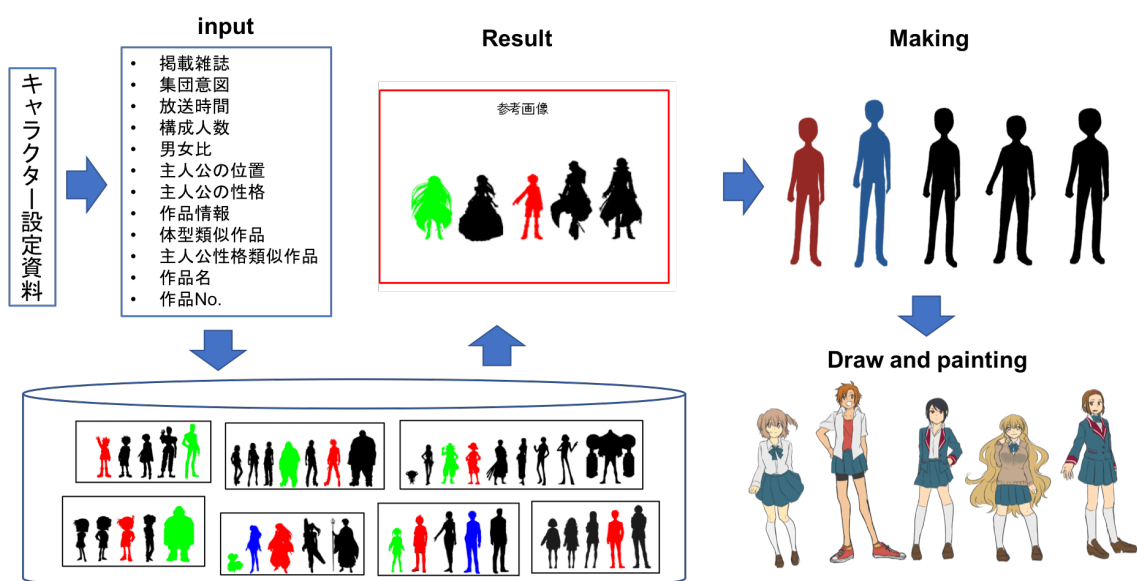 キャラクター設定資料
input
• 掲載雑誌
• 集団意図
• 放送時間
• 構成人数
• 男女比
• 主人公の位置
• 主人公の性格
• 作品情報
• 体型類似作品
• 主人公性格類似作品
• 作品名
• 作品No.
Result
参考画像
Making
Draw and painting